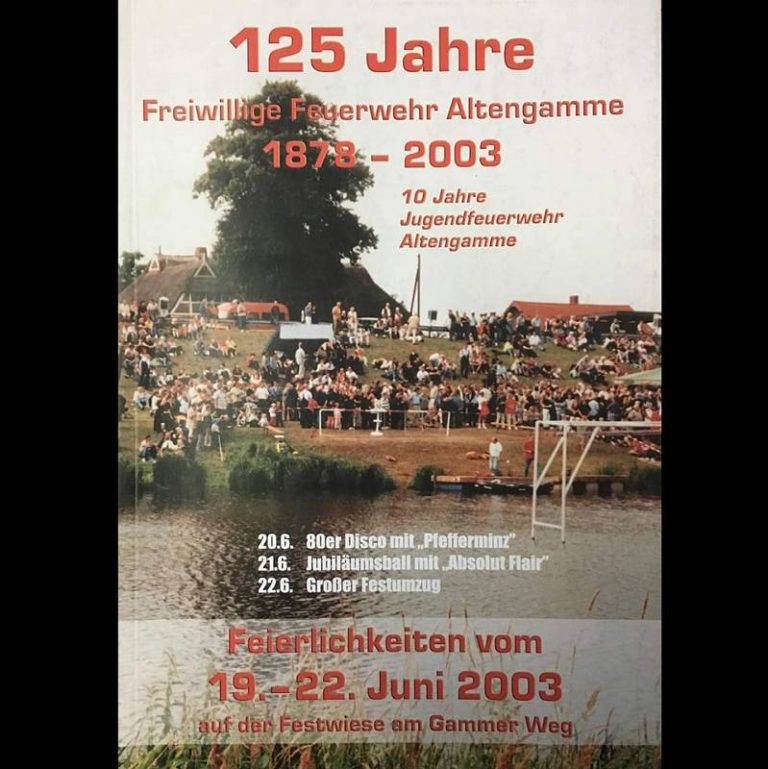 125 Jahre
Freiwillige Feuerwehr Altengamme
1878 – 2003
10 Jahre
Jugendfeuerwehr
Altengamme
20.6. 80er Disco mit „Pfefferminz"
21.6. Jubiläumsball mit „Absolut Flair"
22.6. Großer Festumzug
Feierlichkeiten vom
19.–22. Juni 2003
auf der Festwiese am Gammer Weg